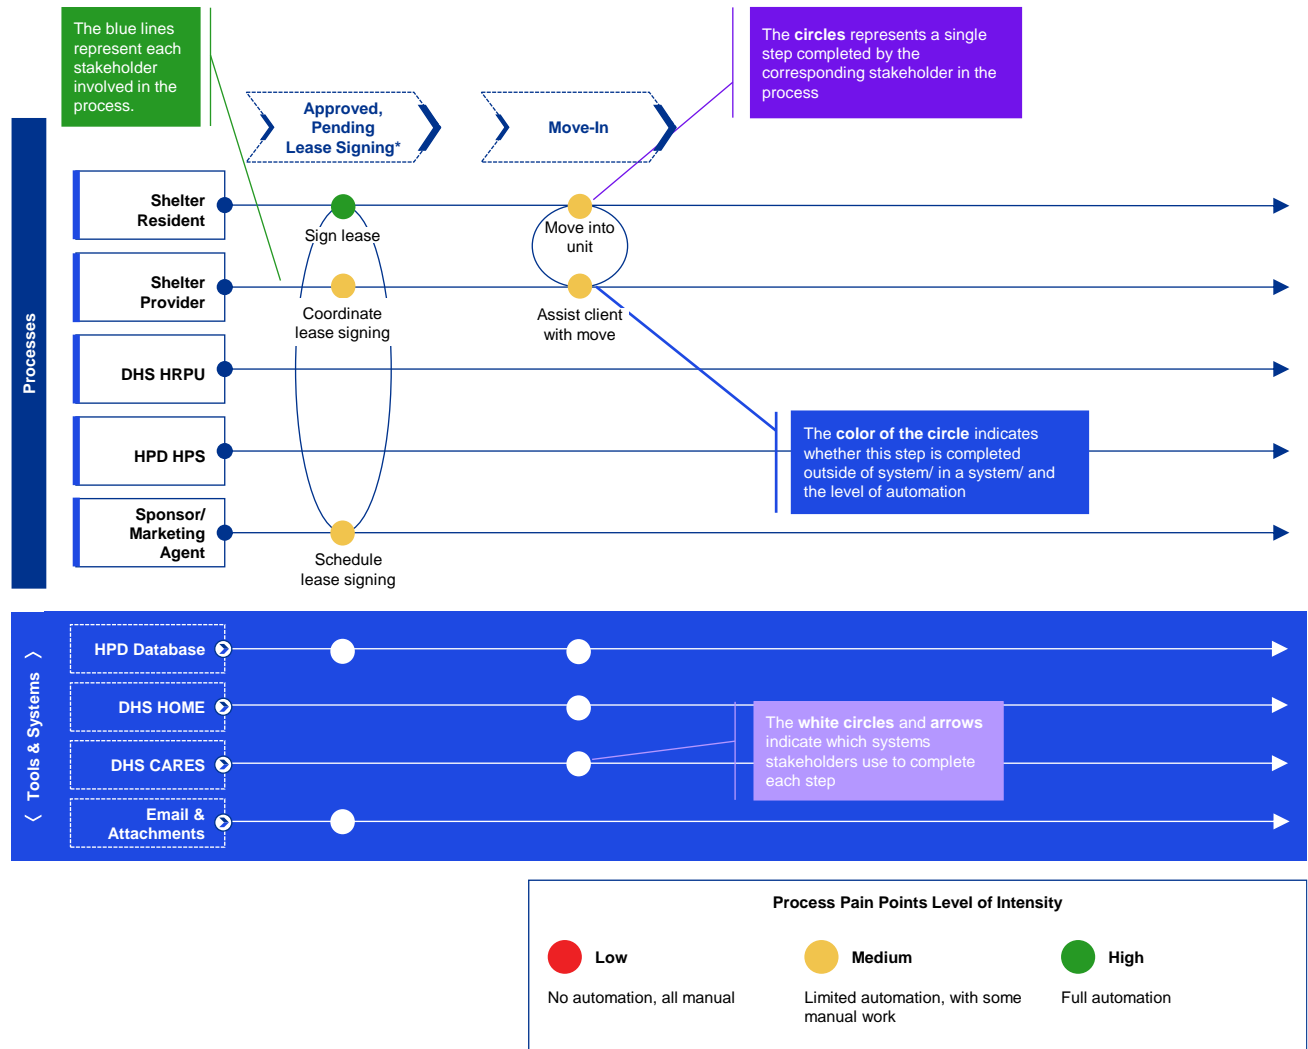 The blue lines
represent each
stakeholder
involved in the
process.
The circles represents a single
step completed by the
corresponding stakeholder in the
process
Approved,
Pending
Lease Signing*
Move-In
Processes
Shelter
Resident
Sign lease
Move into
unit
Shelter
Provider
Coordinate
lease signing
Assist client
with move
DHS HRPU
HPD HPS
The color of the circle indicates
whether this step is completed
outside of system/ in a system/ and
the level of automation
Sponsor/
Marketing
Agent
Schedule
lease signing
Tools & Systems
HPD Database
DHS HOME
DHS CARES
The white circles and arrows
indicate which systems
stakeholders use to complete
each step
Email &
Attachments
Process Pain Points Level of Intensity
Low
No automation, all manual
Medium
Limited automation, with some
manual work
High
Full automation